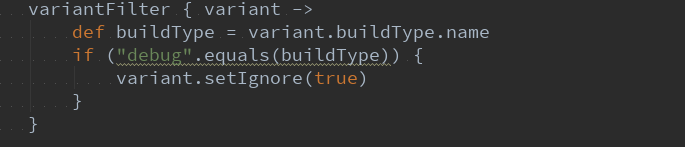 variantFilter { variant ->
    def buildType = variant.buildType.name
    if ("debug".equals(buildType)) {
        variant.setIgnore(true)
    }
}